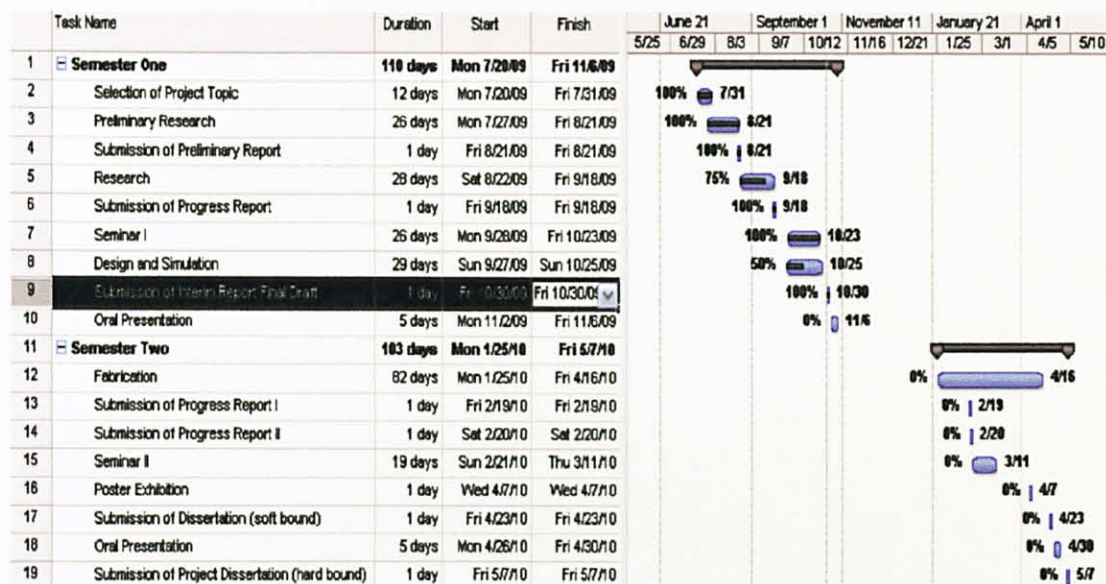 Task Name Duration Start Finish June 21 September 1 November 11 January 21 April 1
5/25 6/29 8/3 9/7 10/12 11/16 12/21 1/25 3/1 4/5 5/10
1 Semester One 110 days Mon 7/20/09 Fri 11/6/09
2 Selection of Project Topic 12 days Mon 7/20/09 Fri 7/31/09 100% 7/31
3 Preliminary Research 26 days Mon 7/27/09 Fri 8/21/09 100% 8/21
4 Submission of Preliminary Report 1 day Fri 8/21/09 Fri 8/21/09 100% 8/21
5 Research 28 days Sat 8/22/09 Fri 9/18/09 75% 9/18
6 Submission of Progress Report 1 day Fri 9/18/09 Fri 9/18/09 100% 9/18
7 Seminar I 26 days Mon 9/28/09 Fri 10/23/09 100% 10/23
8 Design and Simulation 29 days Sun 9/27/09 Sun 10/25/09 50% 10/25
9 Submission of Interim Report Final Draft 1 day Fri 10/30/09 Fri 10/30/09 100% 10/30
10 Oral Presentation 5 days Mon 11/2/09 Fri 11/6/09 0% 11/6
11 Semester Two 103 days Mon 1/25/10 Fri 5/7/10
12 Fabrication 82 days Mon 1/25/10 Fri 4/16/10 0% 4/16
13 Submission of Progress Report I 1 day Fri 2/19/10 Fri 2/19/10 0% 2/19
14 Submission of Progress Report II 1 day Sat 2/20/10 Sat 2/20/10 0% 2/20
15 Seminar II 19 days Sun 2/21/10 Thu 3/11/10 0% 3/11
16 Poster Exhibition 1 day Wed 4/7/10 Wed 4/7/10 0% 4/7
17 Submission of Dissertation (soft bound) 1 day Fri 4/23/10 Fri 4/23/10 0% 4/23
18 Oral Presentation 5 days Mon 4/26/10 Fri 4/30/10 0% 4/30
19 Submission of Project Dissertation (hard bound) 1 day Fri 5/7/10 Fri 5/7/10 0% 5/7